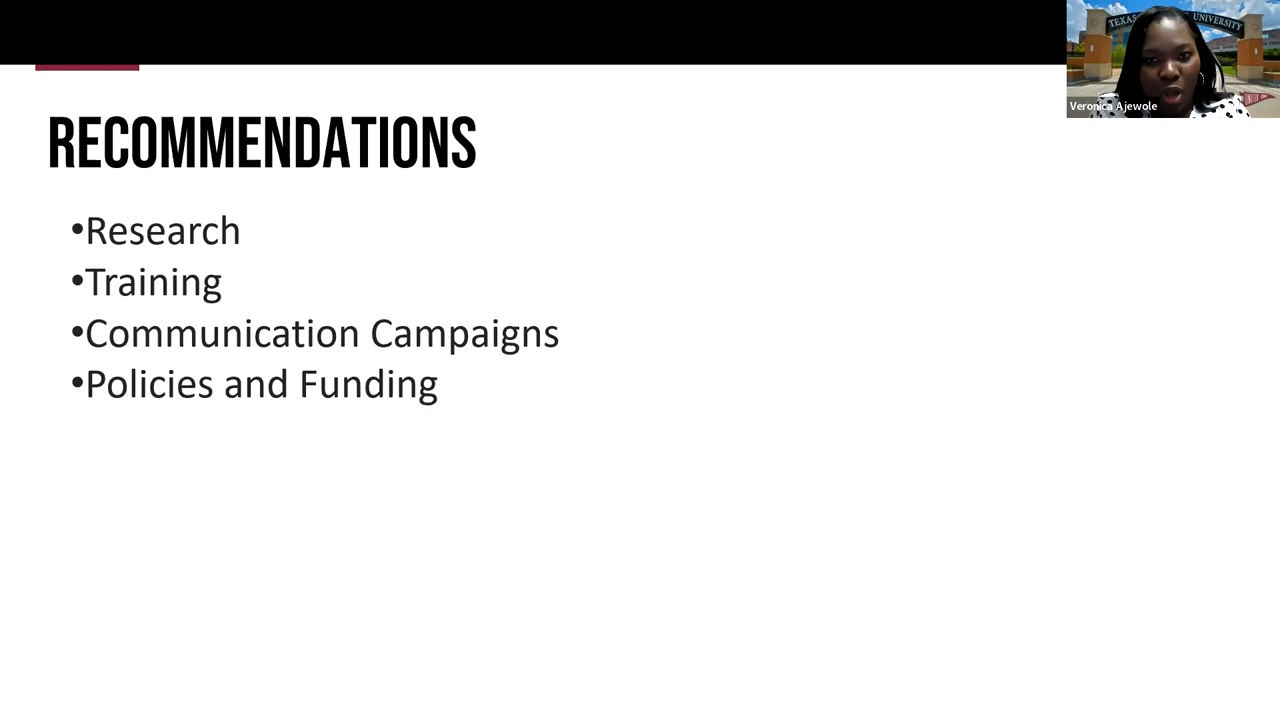 TEXAS UNIVERSITY
Veronica Ajewole
RECOMMENDATIONS
•Research
•Training
•Communication Campaigns
•Policies and Funding